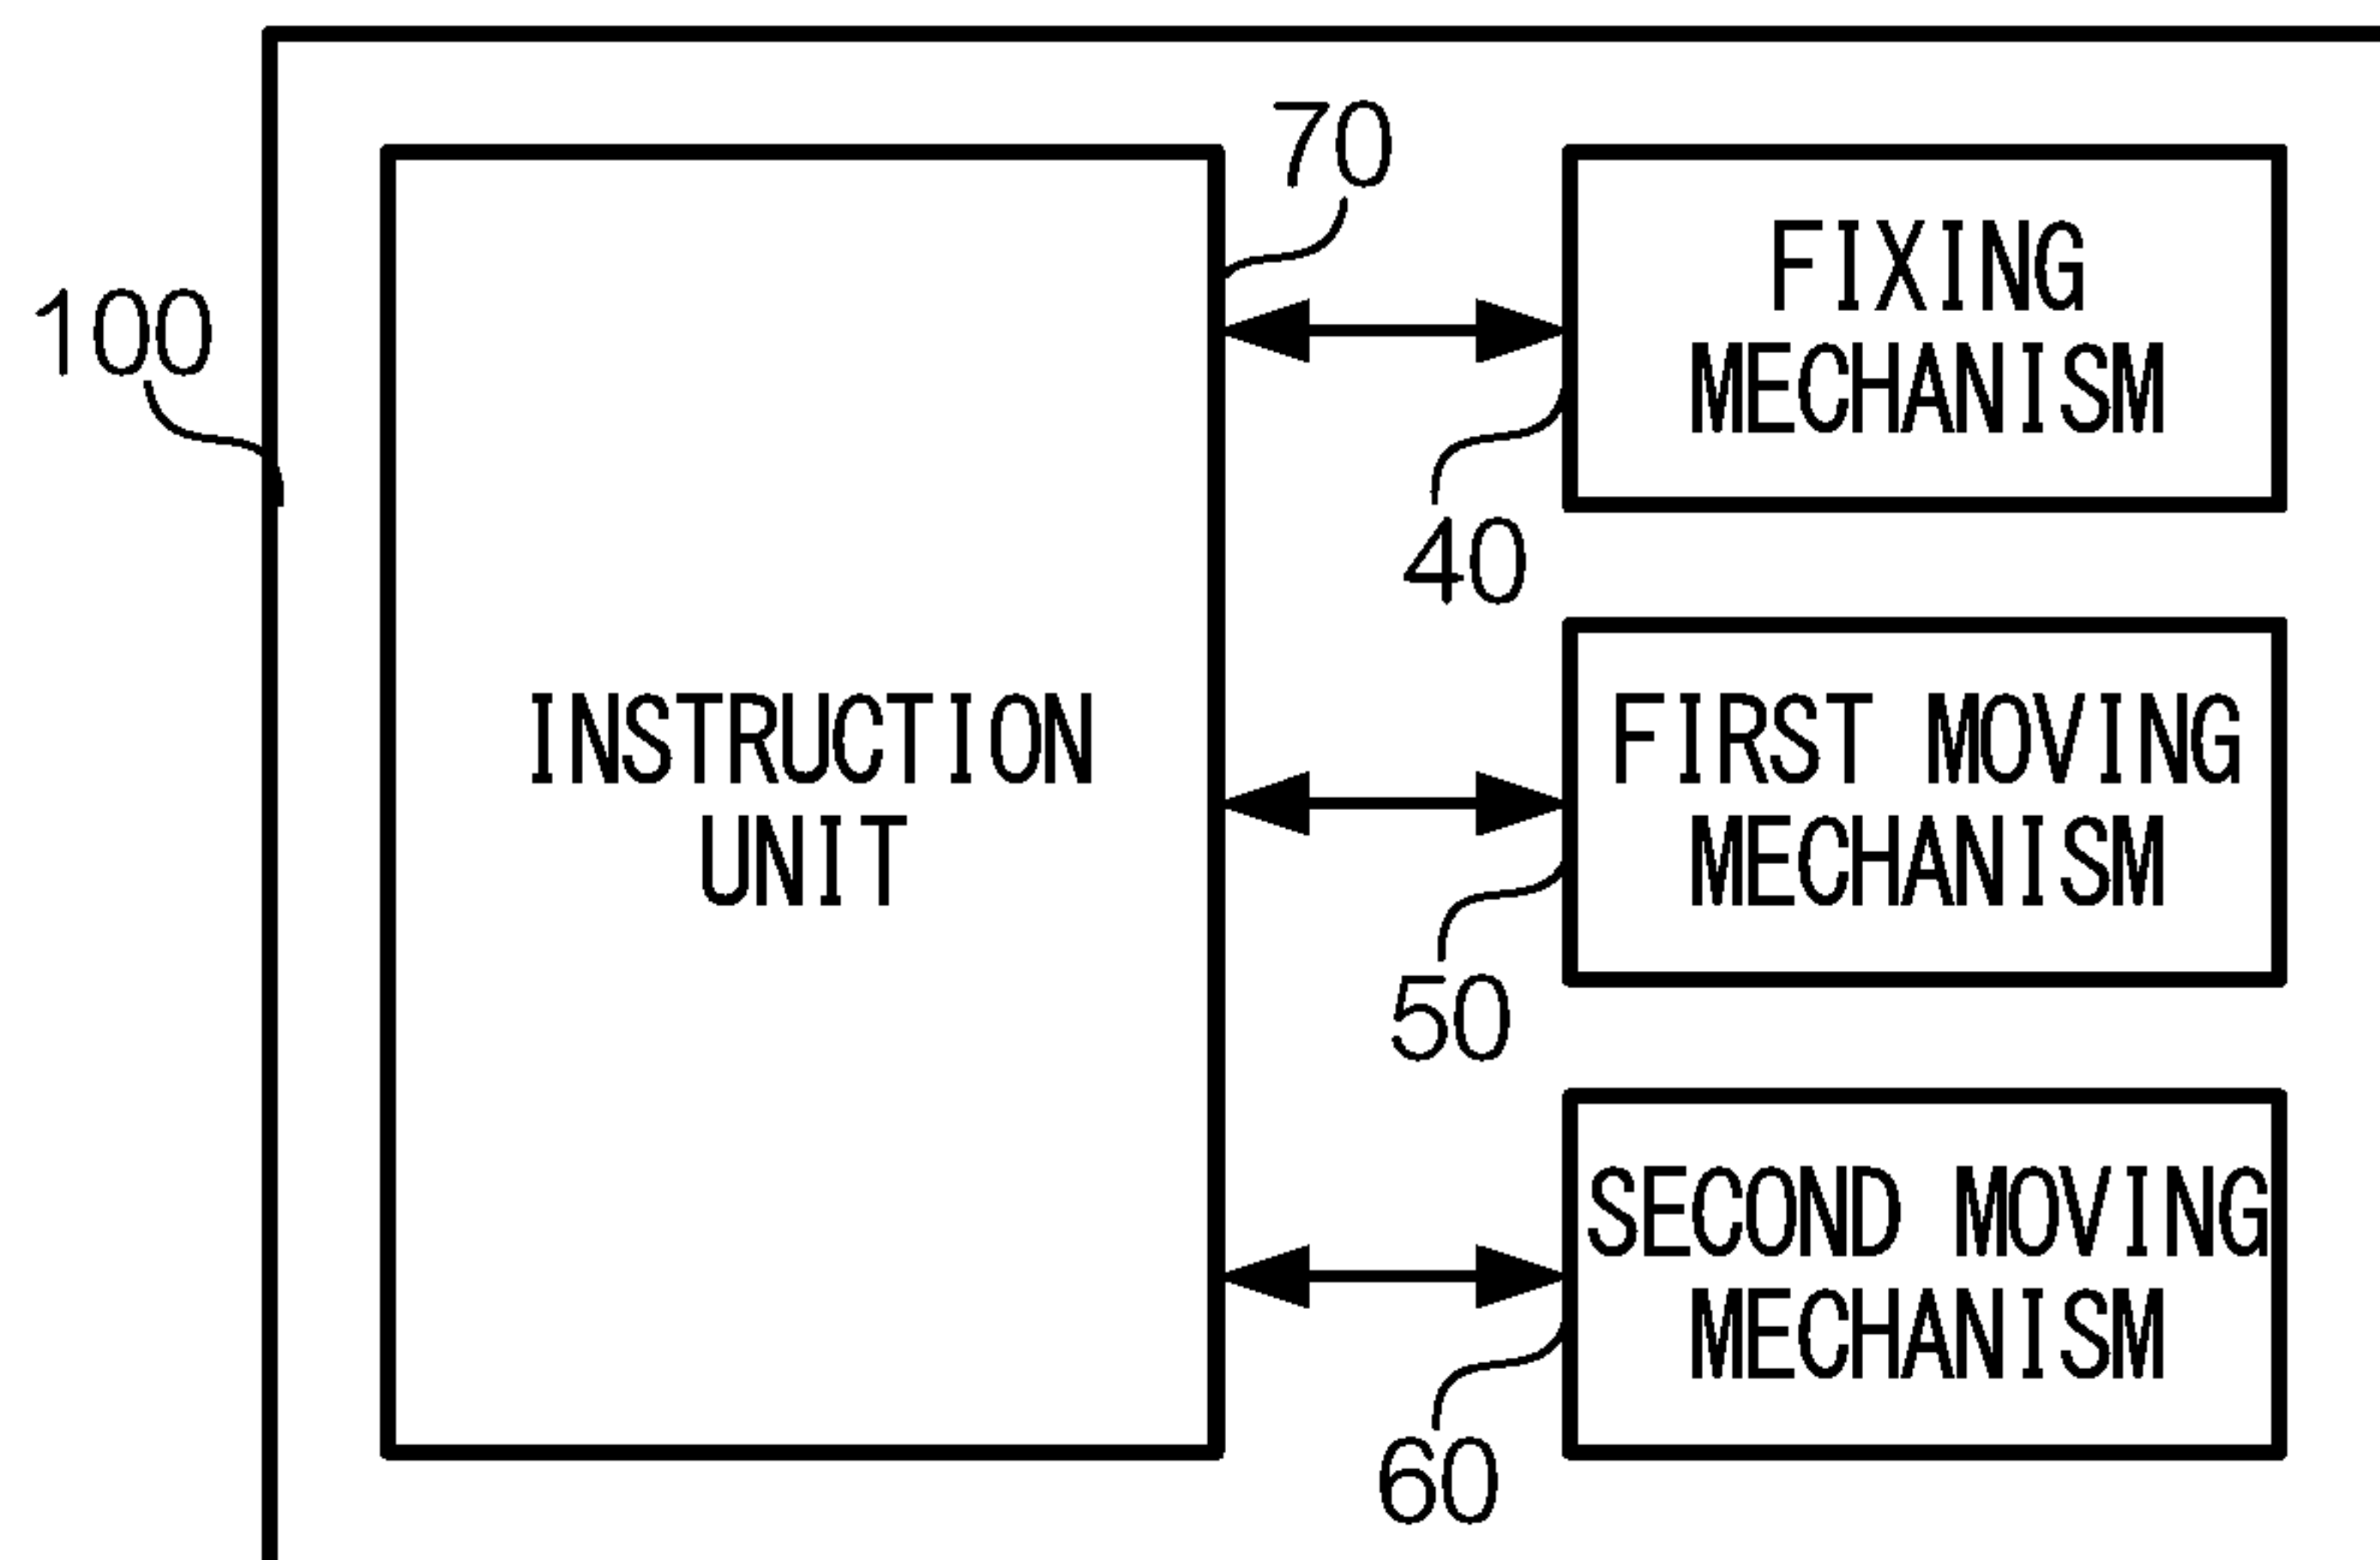 70
100
FIXING
MECHANISM
40
INSTRUCTION
UNIT
FIRST MOVING
MECHANISM
50
SECOND MOVING
MECHANISM
60